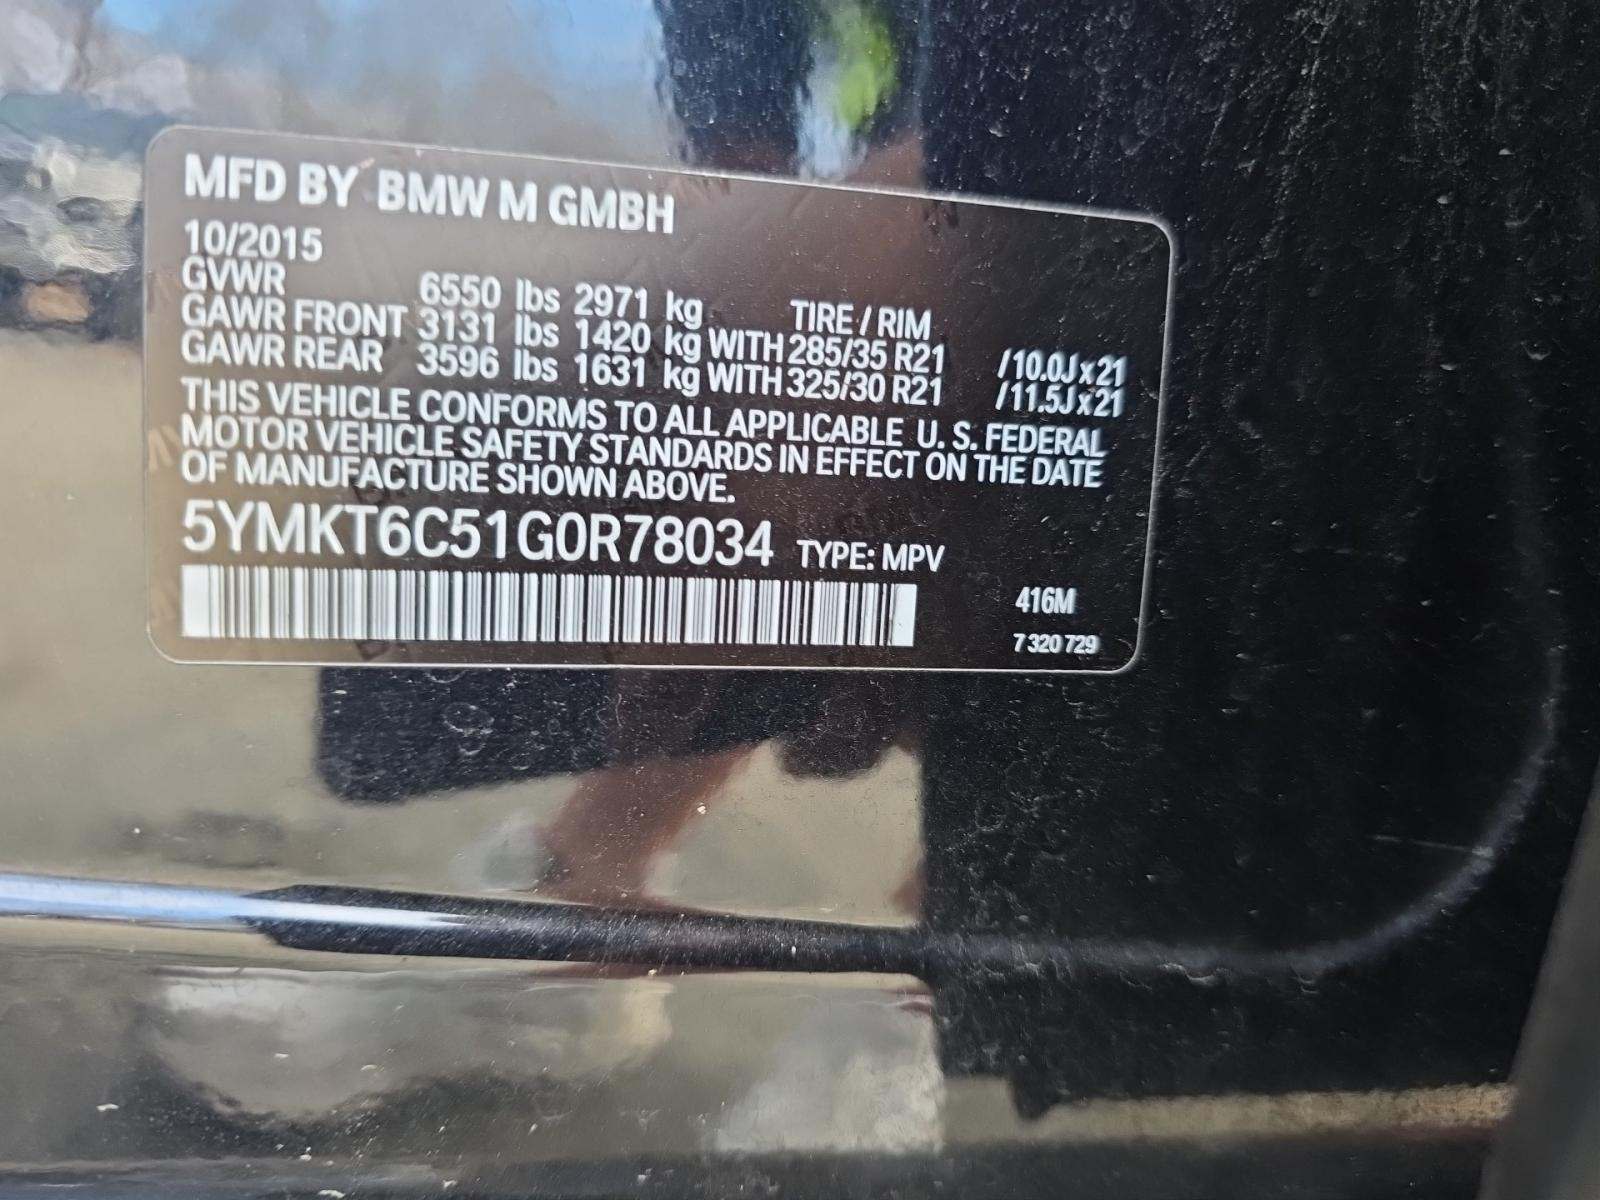 MFD BY BMW M GMBH
10/2015
GVWR 6550 lbs 2971 kg TIRE / RIM
GAWR FRONT 3131 lbs 1420 kg WITH 285/35 R21 /10.0J x 21
GAWR REAR 3596 lbs 1631 kg WITH 325/30 R21 /11.5J x 21
THIS VEHICLE CONFORMS TO ALL APPLICABLE U. S. FEDERAL
MOTOR VEHICLE SAFETY STANDARDS IN EFFECT ON THE DATE
OF MANUFACTURE SHOWN ABOVE.
5YMKT6C51G0R78034 TYPE: MPV
416M
7 320 729